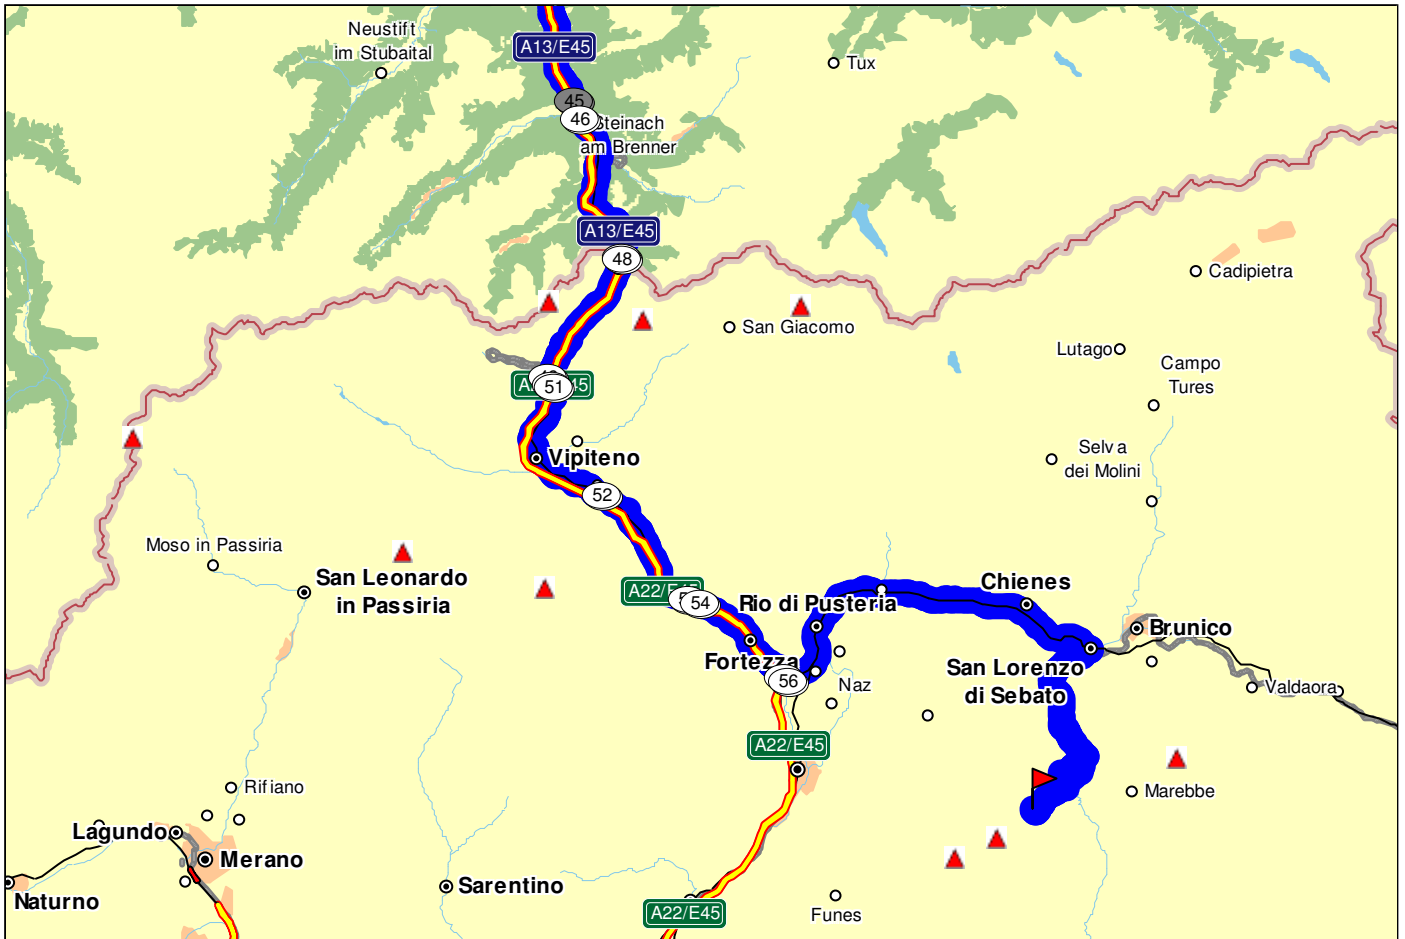 Neustift
im Stubaital
A13/E45
Tux
45
46
Steinach
am Brenner
A13/E45
48
Cadipietra
San Giacomo
Lutago
Campo
Tures
51
Vipiteno
Selva
dei Molini
52
Moso in Passiria
San Leonardo
in Passiria
A22/E45
54
Rio di Pusteria
Chienes
Brunico
Fortezza
56
Naz
San Lorenzo
di Sebato
Valdaora
A22/E45
Marebbe
Rifiano
Lagundo
Merano
Naturno
Sarentino
Funes
A22/E45